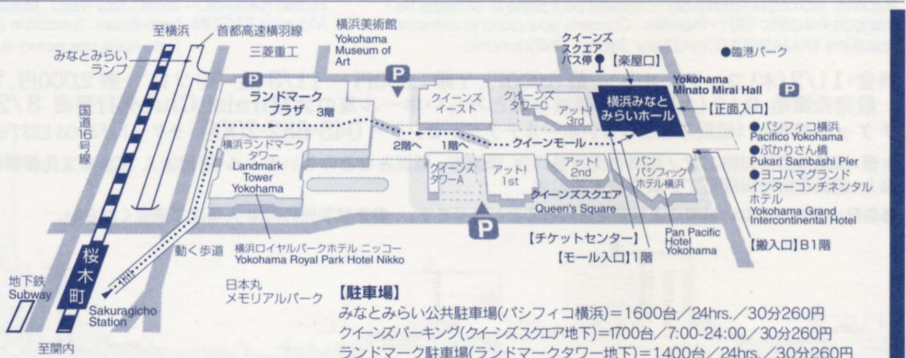 至横浜
首都高速横羽線
みなとみらい
ランプ
三菱重工
横浜美術館
Yokohama
Museum of
Art
クイーンズ
スクエア
バス停
【楽屋口】
●臨港パーク
Yokohama
Minato Mirai Hall
P
P
P
【正面入口】
国道16号線
ランドマーク
プラザ
3階
クイーンズ
イースト
クイーンズ
タワーC
アット!
3rd
横浜みなと
みらいホール
●パシフィコ横浜
Pacifico Yokohama
●ぷかりさん橋
Pukari Sambashi Pier
●ヨコハマグランド
インターコンチネンタル
ホテル
Yokohama Grand
Intercontinental Hotel
2階へ
1階へ
クイーンモール
横浜ランドマーク
タワー
Landmark
Tower
Yokohama
クイーンズ
タワーA
アット!
1st
アット!
2nd
パン
パシフィック
ホテル横浜
クイーンズスクエア
Queen's Square
P
【チケットセンター】
【モール入口】1階
Pan Pacific
Hotel
Yokohama
【搬入口】B1階
動く歩道
横浜ロイヤルパークホテル ニッコー
Yokohama Royal Park Hotel Nikko
桜木町
地下鉄
Subway
Sakuragicho
Station
至関内
日本丸
メモリアルパーク
【駐車場】
みなとみらい公共駐車場(パシフィコ横浜)=1600台/24hrs./30分260円
クイーンズパーキング(クイーンズスクエア地下)=1700台/7:00-24:00/30分260円
ランドマーク駐車場(ランドマークタワー地下)=1400台/24hrs./30分260円